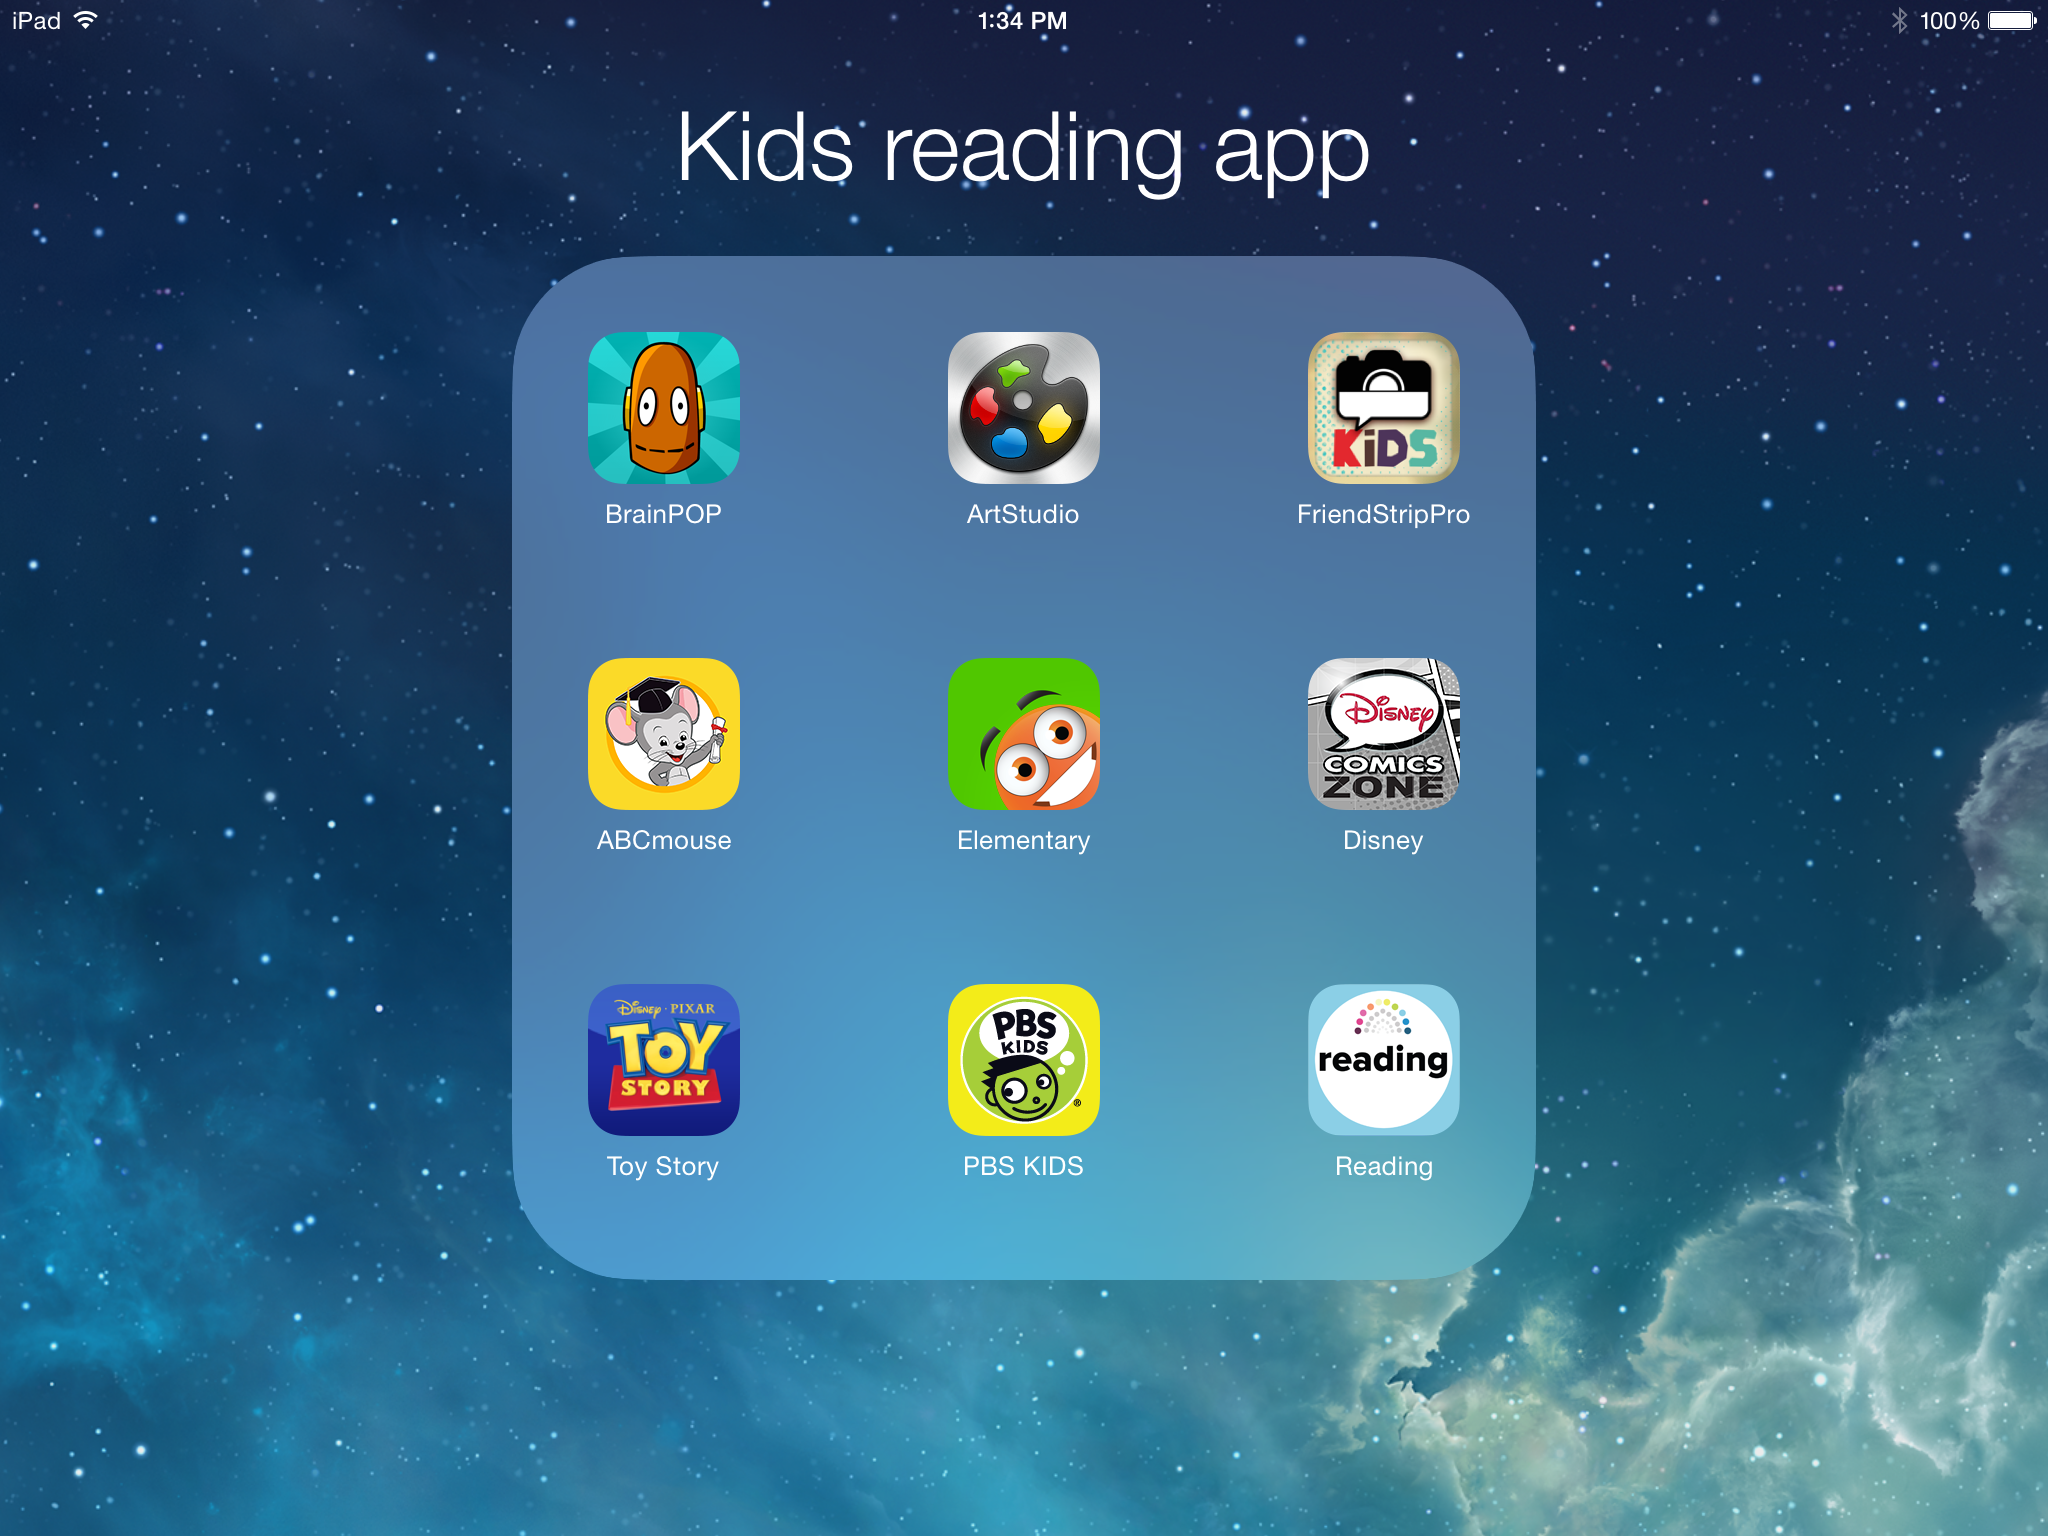 iPad
1:34 PM
100%
Kids reading app
KiDS
BrainPOP
ArtStudio
FriendStripPro
Disney
COMICS
ZONE
ABCmouse
Elementary
Disney
Disney · PIXAR
TOY
STORY
PBS
KIDS
®
reading
Toy Story
PBS KIDS
Reading